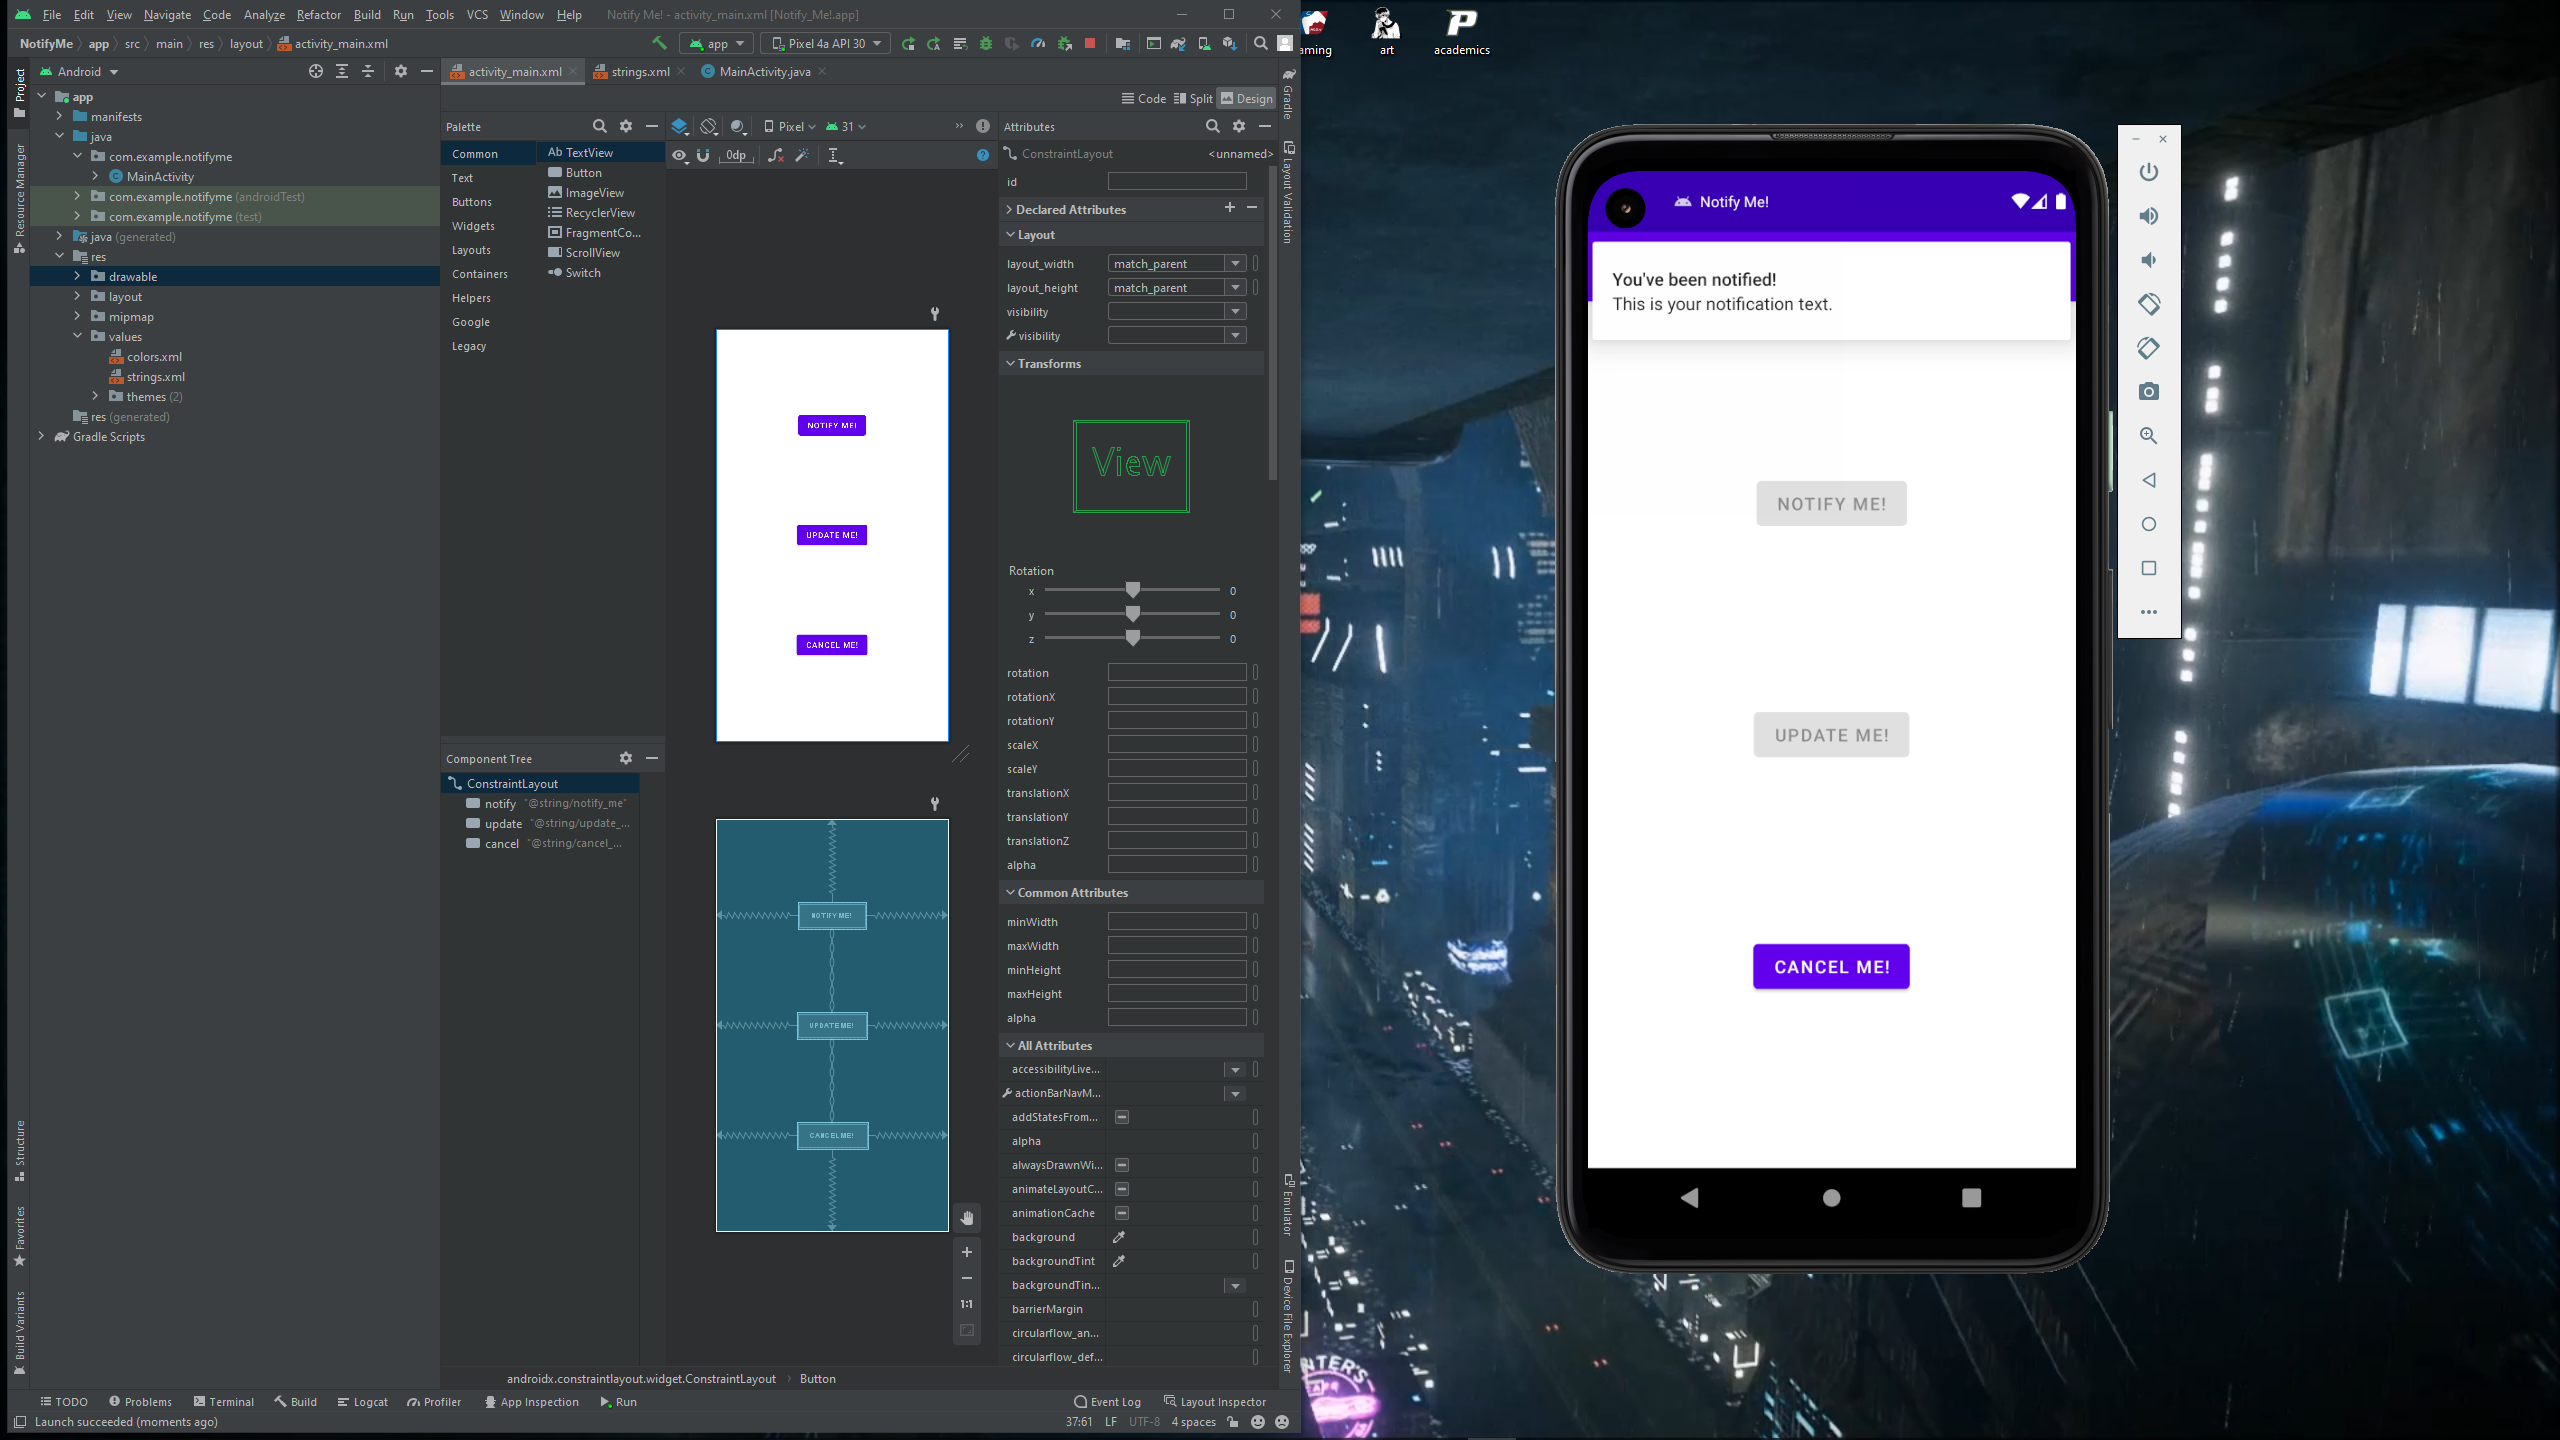 File Edit View Navigate Code Analyze Refactor Build Run Tools VCS Window Help Notify Me! - activity_main.xml [Notify_Me!.app]
NotifyMe app src main res layout activity_main.xml app Pixel 4a API 30
Android
activity_main.xml strings.xml MainActivity.java
Code Split Design
Project
Resource Manager
Structure
Favorites
Build Variants
app
manifests
java
com.example.notifyme
MainActivity
com.example.notifyme (androidTest)
com.example.notifyme (test)
java (generated)
res
drawable
layout
mipmap
values
colors.xml
strings.xml
themes (2)
res (generated)
Gradle Scripts
Palette
Common
Text
Buttons
Widgets
Layouts
Containers
Helpers
Google
Legacy
Ab TextView
Button
ImageView
RecyclerView
FragmentCo...
ScrollView
Switch
Pixel 31
0dp
NOTIFY ME!
UPDATE ME!
CANCEL ME!
Component Tree
ConstraintLayout
notify "@string/notify_me"
update "@string/update_...
cancel "@string/cancel_...
NOTIFY ME!
UPDATE ME!
CANCEL ME!
1:1
Attributes
ConstraintLayout <unnamed>
id
Declared Attributes
Layout
layout_width match_parent
layout_height match_parent
visibility
visibility
Transforms
View
Rotation
x 0
y 0
z 0
rotation
rotationX
rotationY
scaleX
scaleY
translationX
translationY
translationZ
alpha
Common Attributes
minWidth
maxWidth
minHeight
maxHeight
alpha
All Attributes
accessibilityLive...
actionBarNavM...
addStatesFrom...
alpha
alwaysDrawnWi...
animateLayoutC...
animationCache
background
backgroundTint
backgroundTin...
barrierMargin
circularflow_an...
circularflow_def...
Gradle
Layout Validation
Emulator
Device File Explorer
androidx.constraintlayout.widget.ConstraintLayout Button
TODO Problems Terminal Build Logcat Profiler App Inspection Run Event Log Layout Inspector
Launch succeeded (moments ago) 37:61 LF UTF-8 4 spaces
aming art academics
Notify Me!
You've been notified!
This is your notification text.
NOTIFY ME!
UPDATE ME!
CANCEL ME!